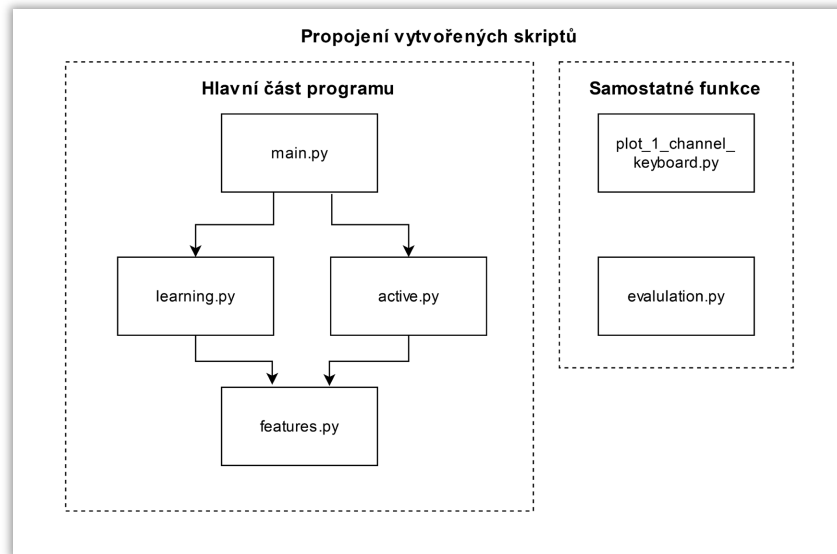 Propojení vytvořených skriptů
Hlavní část programu
main.py
learning.py
active.py
features.py
Samostatné funkce
plot_1_channel_
keyboard.py
evalulation.py